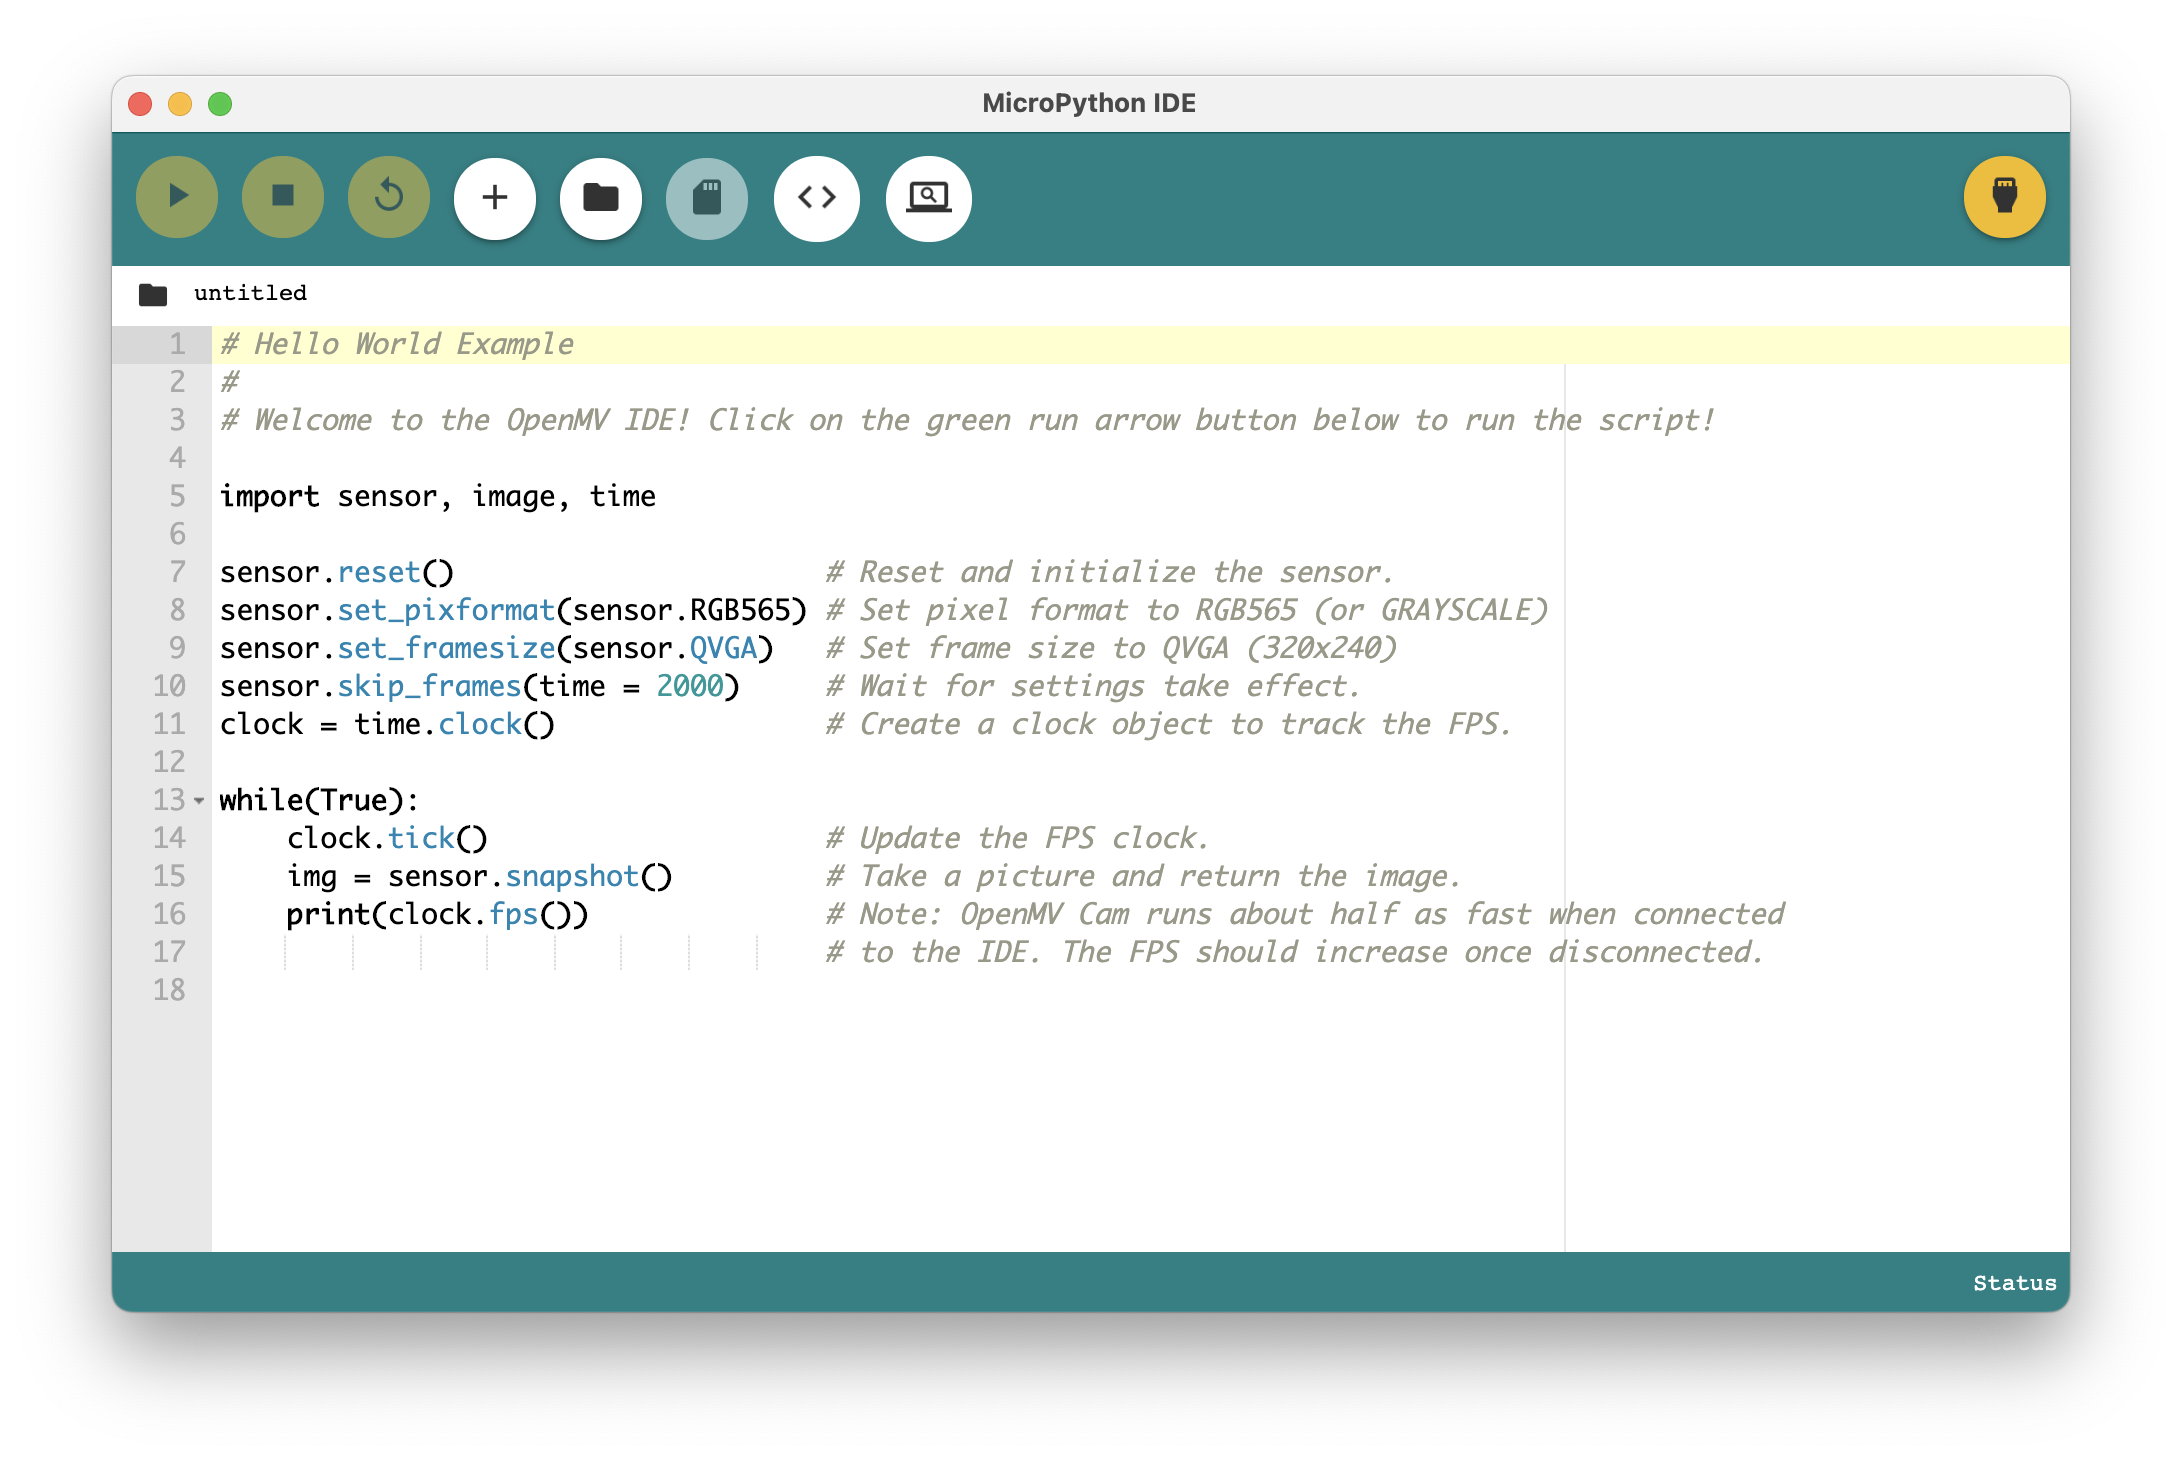 MicroPython IDE
untitled
1 # Hello World Example
2 #
3 # Welcome to the OpenMV IDE! Click on the green run arrow button below to run the script!
4
5 import sensor, image, time
6
7 sensor.reset()                      # Reset and initialize the sensor.
8 sensor.set_pixformat(sensor.RGB565) # Set pixel format to RGB565 (or GRAYSCALE)
9 sensor.set_framesize(sensor.QVGA)   # Set frame size to QVGA (320x240)
10 sensor.skip_frames(time = 2000)     # Wait for settings take effect.
11 clock = time.clock()                # Create a clock object to track the FPS.
12
13 while(True):
14     clock.tick()                    # Update the FPS clock.
15     img = sensor.snapshot()         # Take a picture and return the image.
16     print(clock.fps())              # Note: OpenMV Cam runs about half as fast when connected
17                                     # to the IDE. The FPS should increase once disconnected.
18
Status